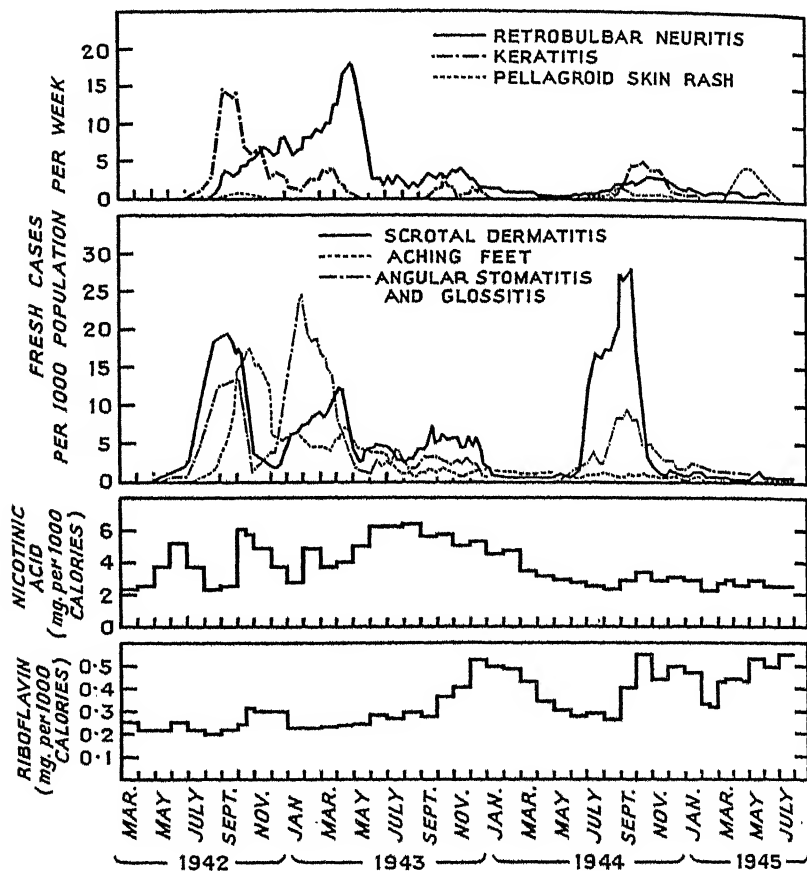 20
15
10
5
0
RETROBULBAR NEURITIS
KERATITIS
PELLAGROID SKIN RASH
FRESH CASES
PER 1000 POPULATION PER WEEK
30
25
20
15
10
5
0
SCROTAL DERMATITIS
ACHING FEET
ANGULAR STOMATITIS
AND GLOSSITIS
NICOTINIC
ACID
(mg. per 1000
CALORIES)
6
4
2
0
RIBOFLAVIN
(mg. per 1000
CALORIES)
0·5
0·4
0·3
0·2
0·1
MAR. MAY JULY SEPT. NOV. JAN MAR. MAY JULY SEPT. NOV. JAN. MAR. MAY JULY SEPT. NOV. JAN. MAR. MAY JULY
1942 1943 1944 1945